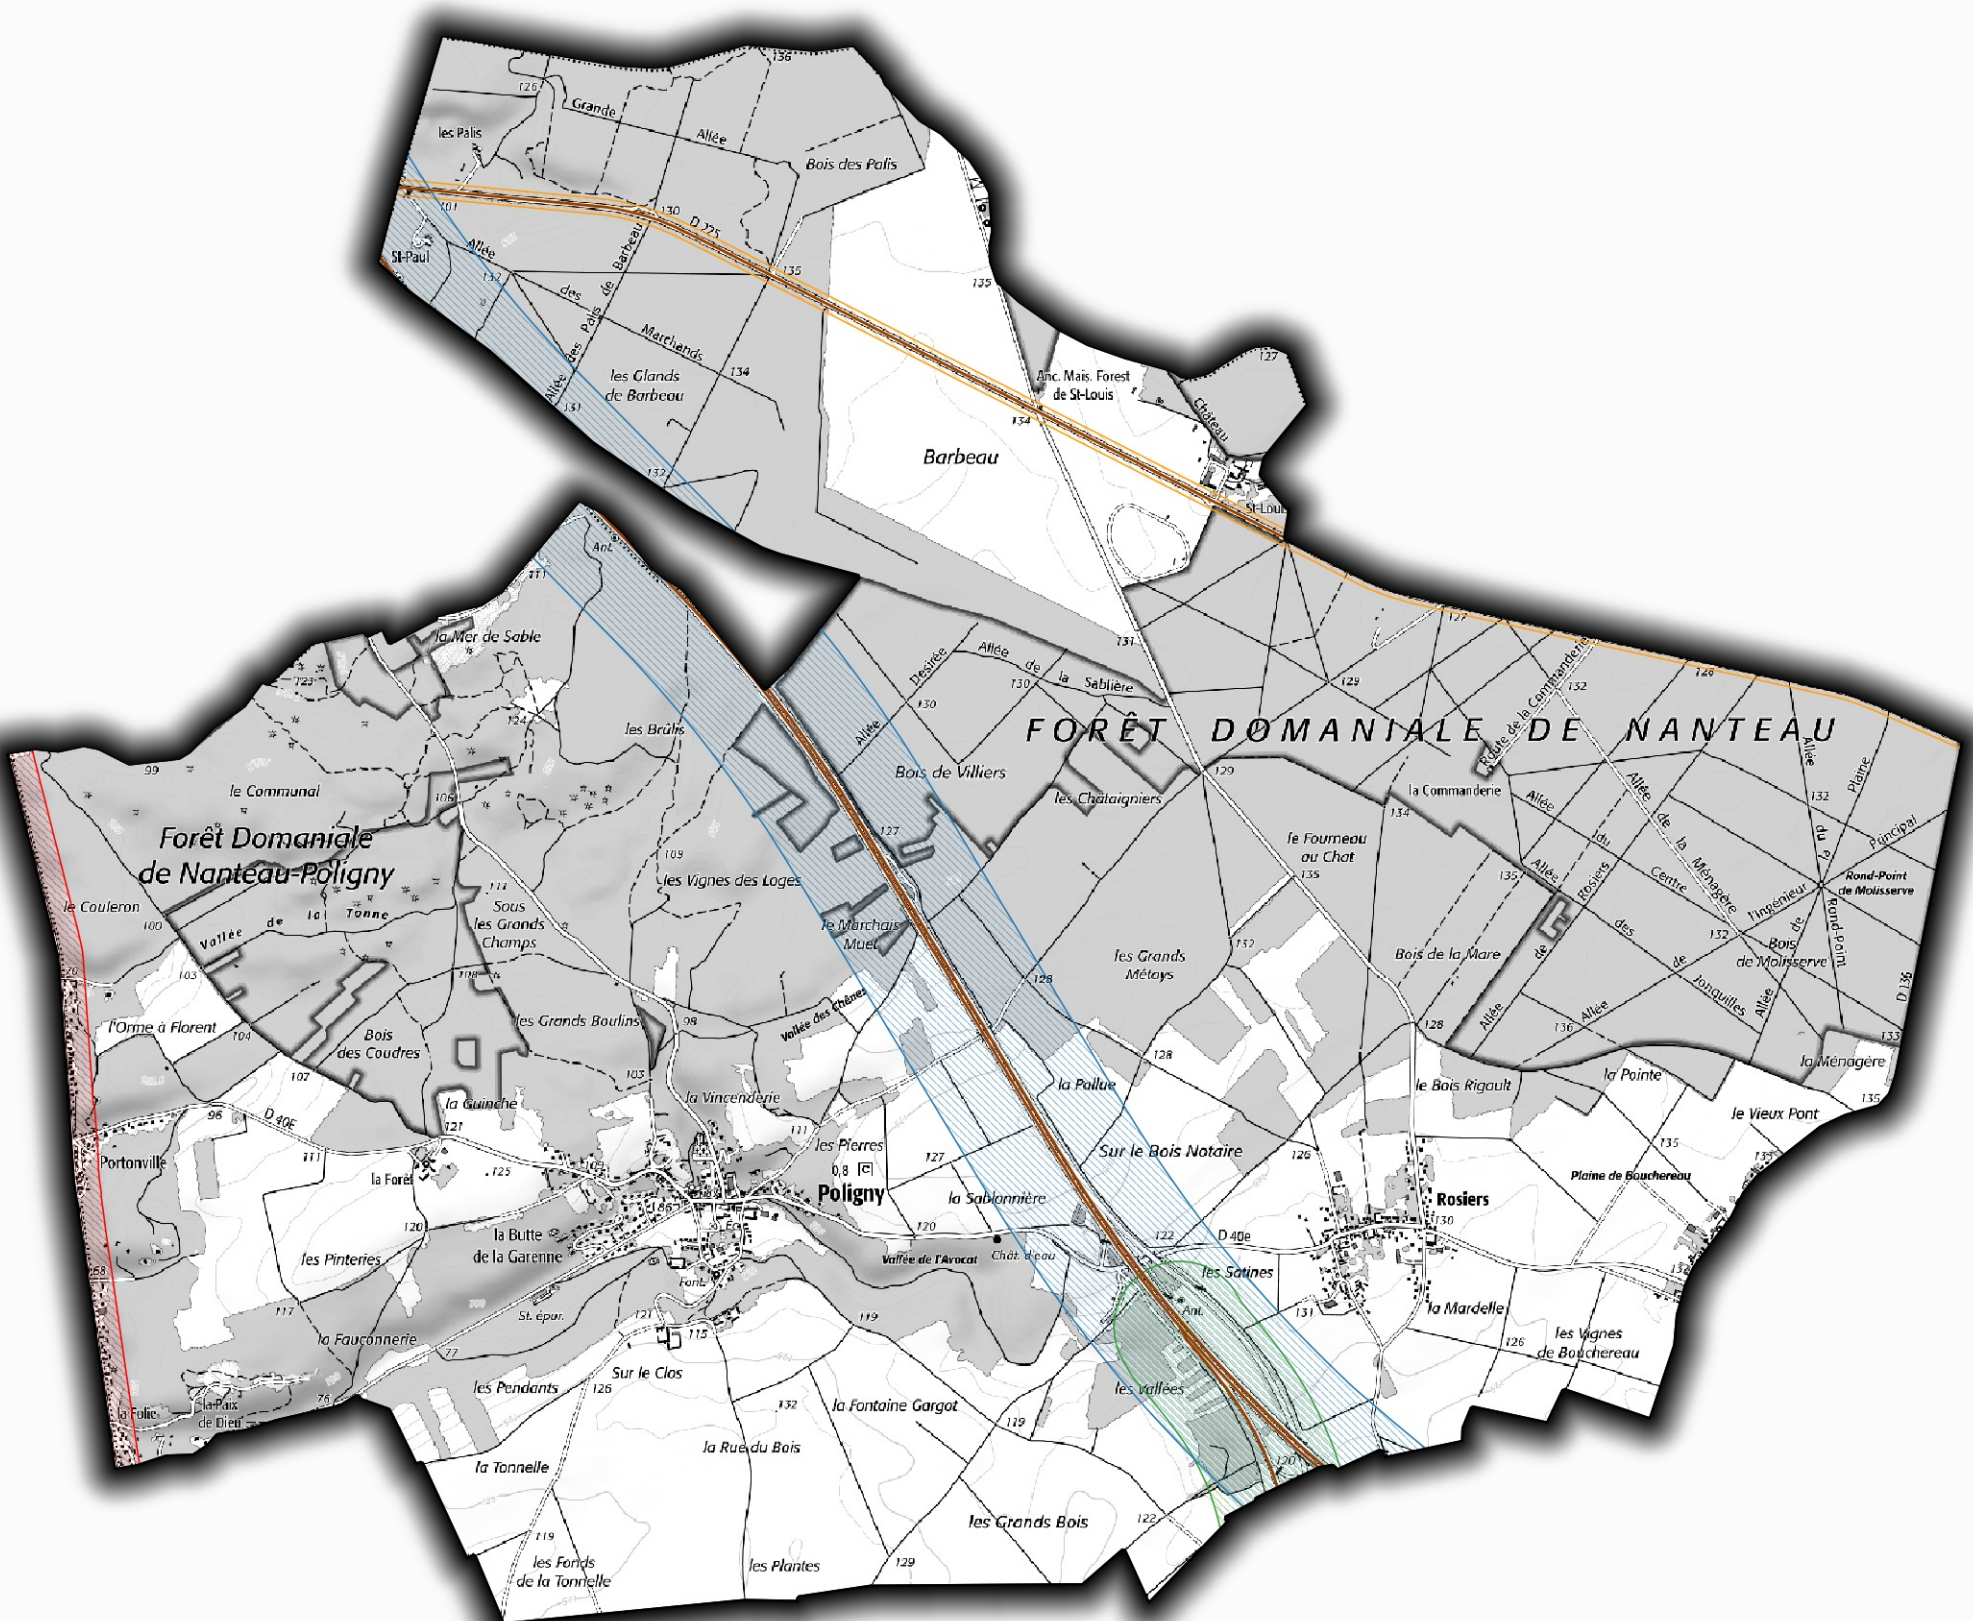 136
126
Grande
Allée
les Palis
Bois des Palis
101
130
D 225
135
St-Paul
Allée
132
des
Marchands
Allée des Palis de Barbeau
134
les Glands
de Barbeau
131
132
135
Anc. Mais. Forest
de St-Louis
134
127
Château
Barbeau
Ant.
111
la Mer de Sable
123
124
les Brûlis
131
Allée
Desirée
Allée de la Sablière
130
130
129
127
Route de la Commanderie
132
128
FORÊT DOMANIALE DE NANTEAU
99
le Communal
106
Forêt Domaniale
de Nanteau-Poligny
Bois de Villiers
les Châtaigniers
129
la Commanderie
134
127
109
les Vignes des Loges
le Fourneau
au Chat
135
135
Allée
des
Jonquilles
Allée
du
Centre
Allée
de la Ménagère
Allée
du
Rond-Point
Plaine
132
Principal
Rond-Point
de Molisserve
l'Ingénieur
de
Allée
132
Bois
de Molisserve
Allée
de
Rosiers
Allée
de
136
D 136
133
le Couleron
100
Vallée de la Tonne
111
Sous
les Grands
Champs
le Marchais
Muet
132
les Grands
Métays
Bois de la Mare
70
103
108
128
l'Orme à Florent
104
Bois
des Coudres
les Grands Boulins
98
Vallée des Chênes
128
128
la Ménagère
107
103
la Pallue
le Bois Rigault
la Pointe
135
96
D 40E
la Guinche
121
la Vincenderie
111
le Vieux Pont
les Pierres
Sur le Bois Notaire
126
135
Portonville
111
la Forêt
125
109
0,8
C
127
Plaine de Bouchereau
Poligny
la Sablonnière
Rosiers
130
86
120
la Butte
de la Garenne
Ec.
120
122
D 40e
les Pinteries
Vallée de l'Avocat
Chât. d'eau
68
Font.
les Satines
117
St. épur.
121
115
119
Ant.
131
la Mardelle
la Fauconnerie
77
126
les Vignes
de Bouchereau
la Folie
la Paix
de Dieu
76
les Pendants
Sur le Clos
126
132
la Fontaine Gargot
les Vallées
119
la Rue du Bois
la Tonnelle
120
119
les Grands Bois
122
les Fonds
de la Tonnelle
les Plantes
129